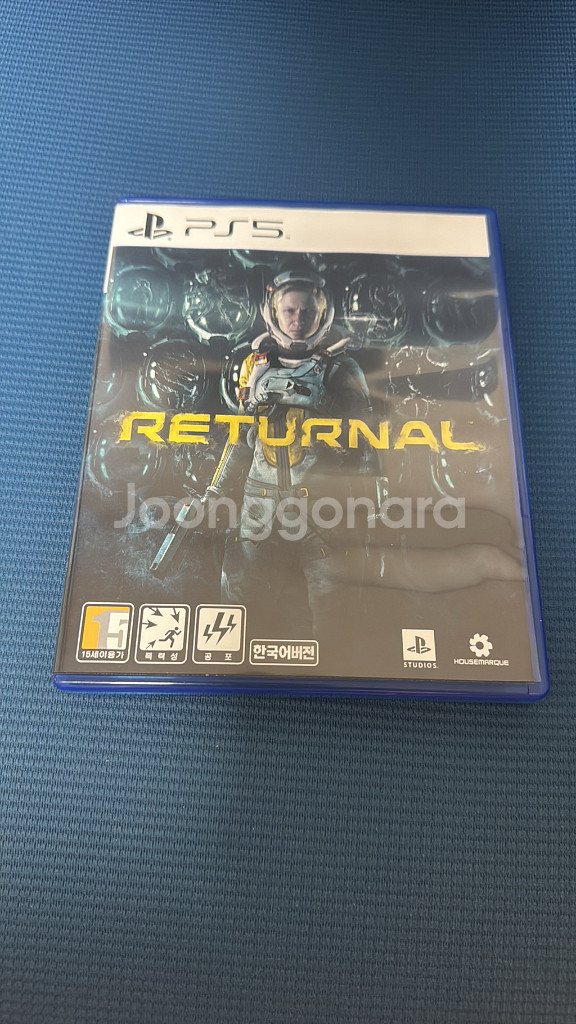 PS5
RETURNAL
Joonggonara
15
15세이용가
폭력성
공포
한국어버전
STUDIOS
HOUSEMARQUE